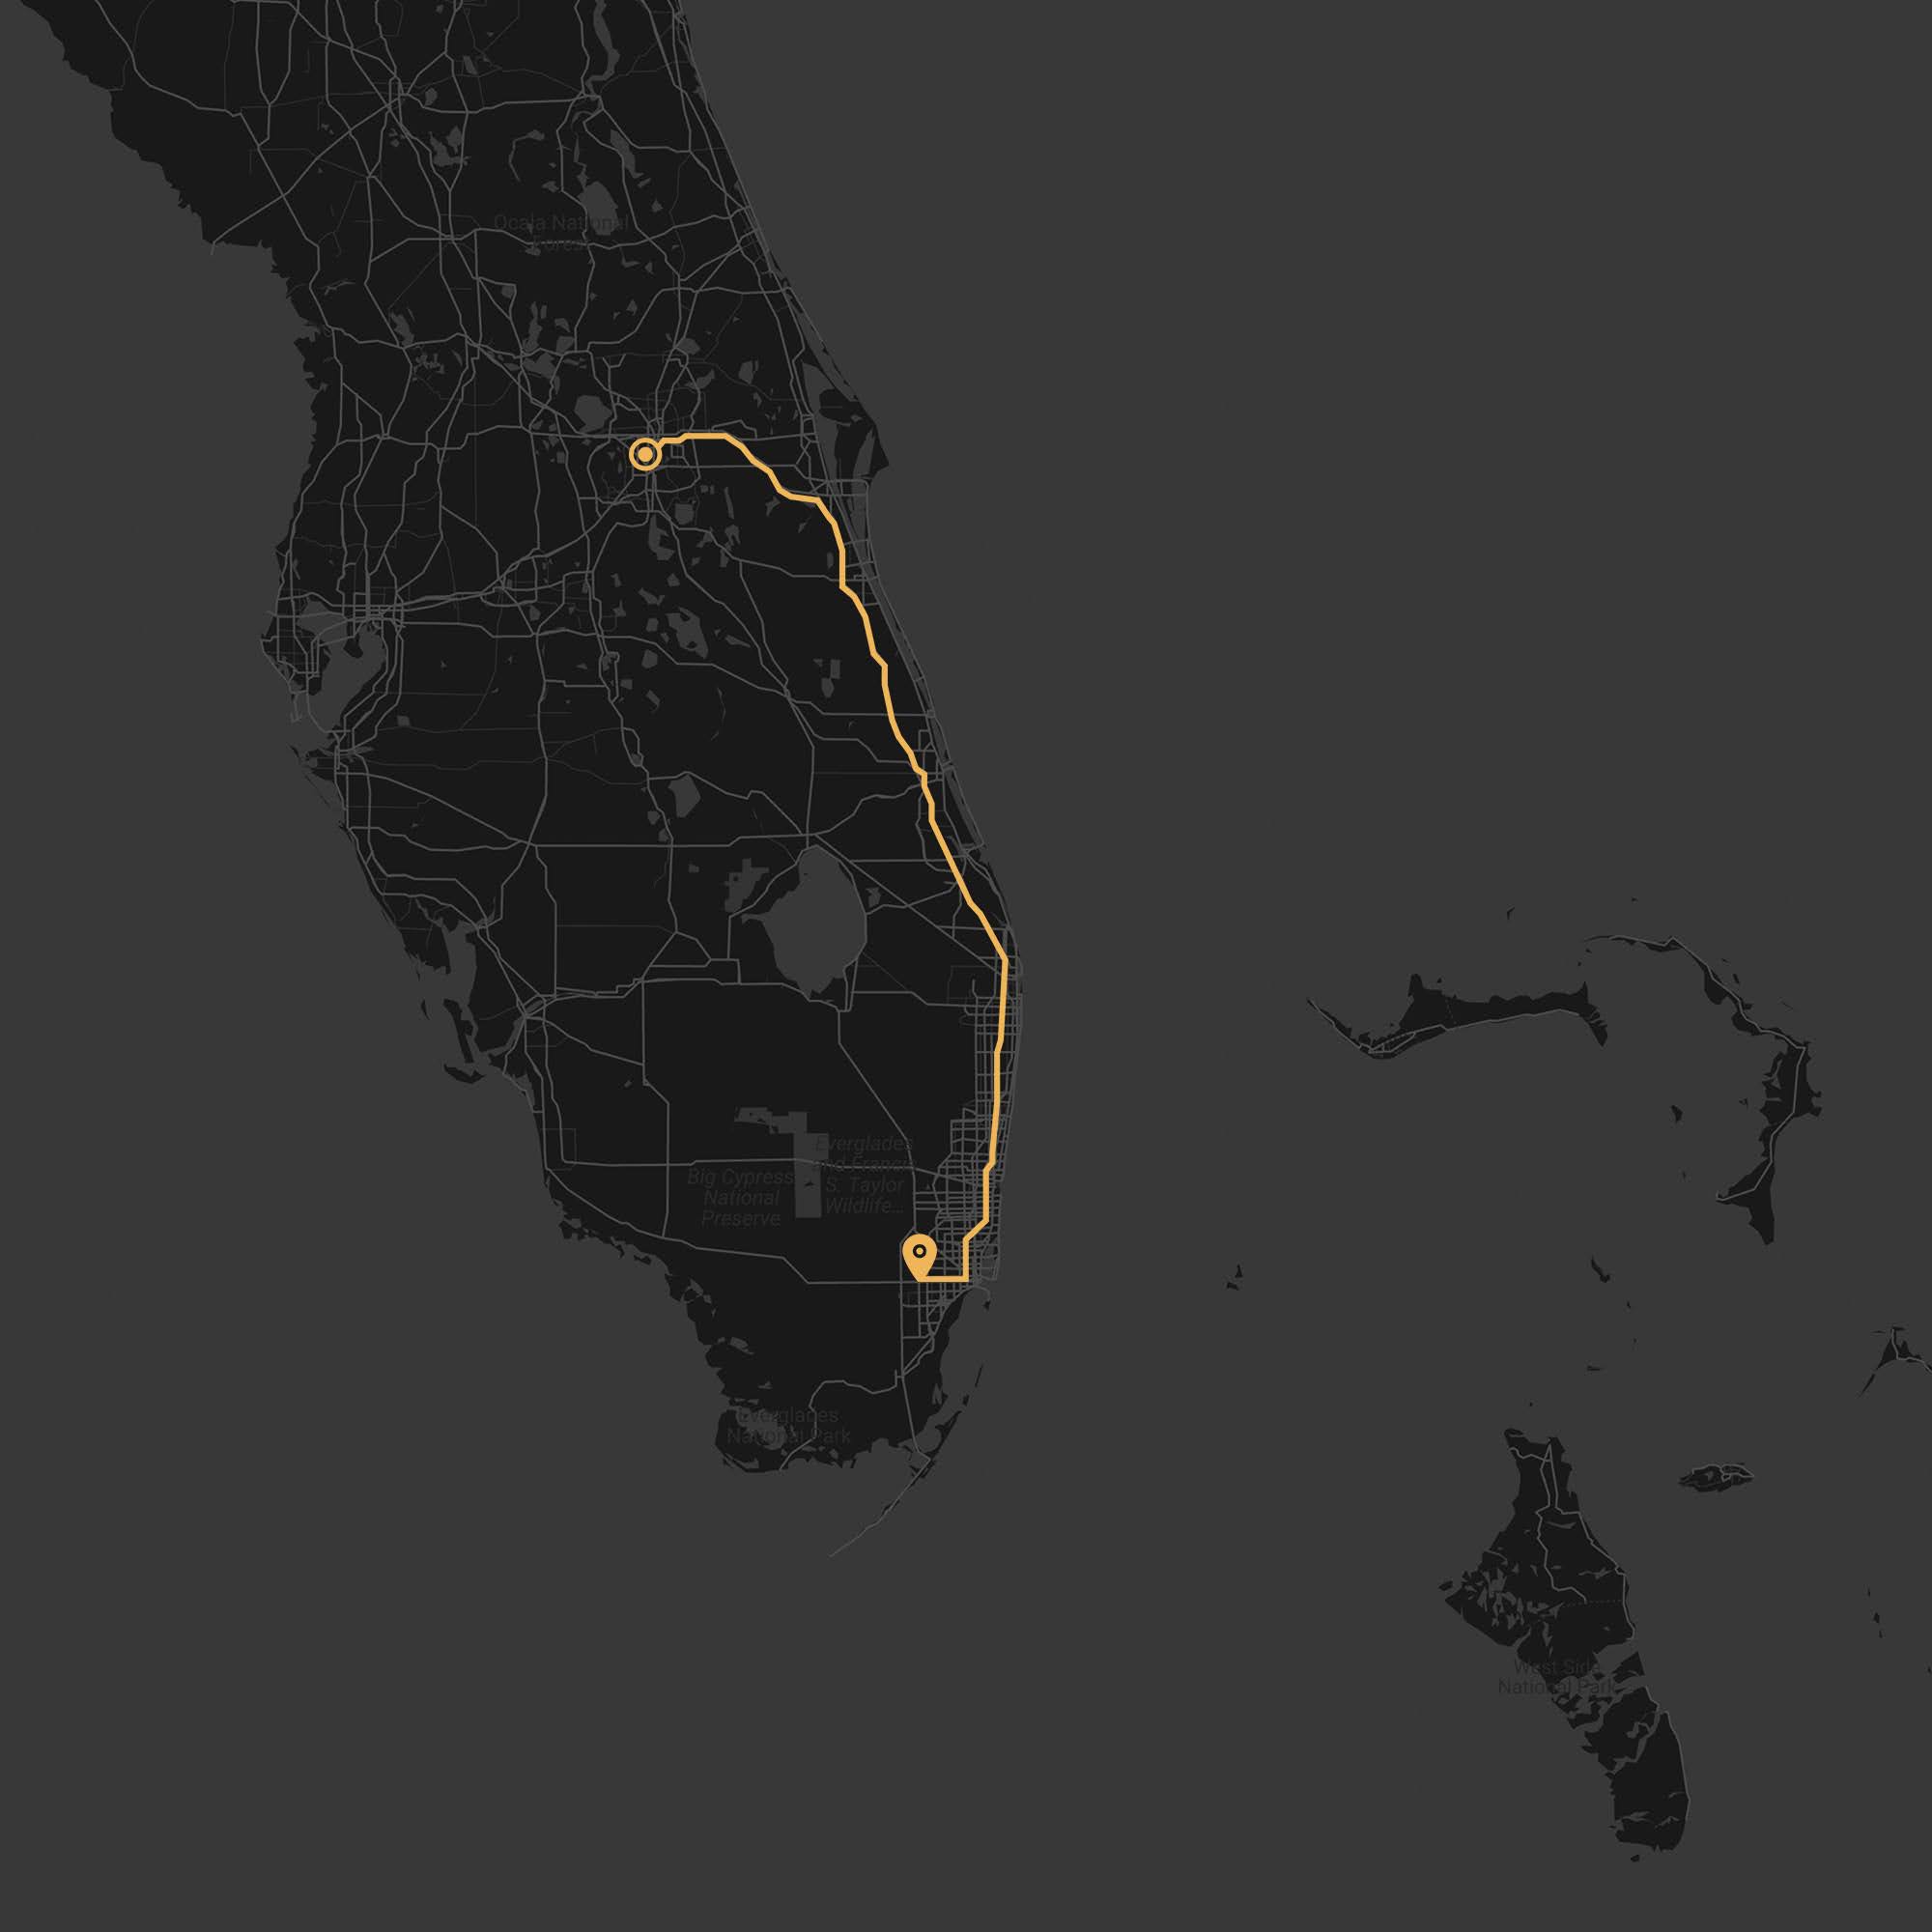 Ocala National
Forest
Everglades
and Francis
S. Taylor
Wildlife...
Big Cypress
National
Preserve
Everglades
National Park
West Side
National Park